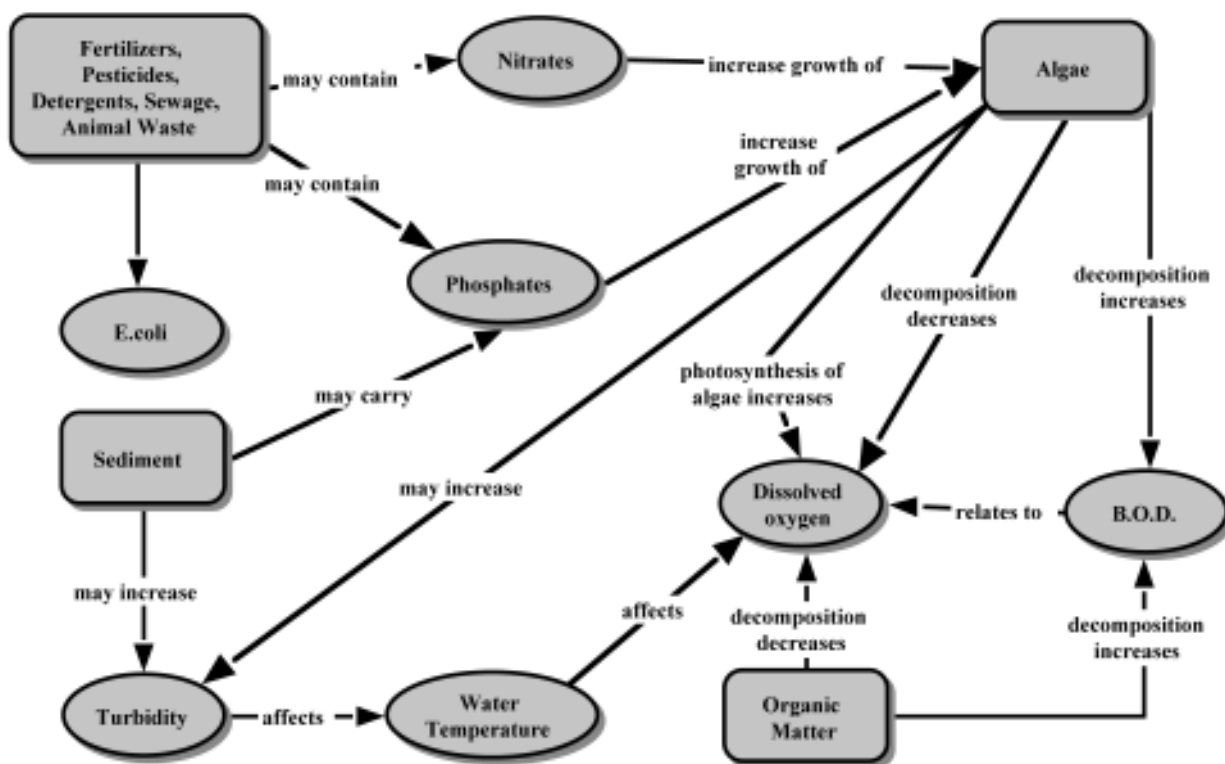 Fertilizers,
Pesticides,
Detergents, Sewage,
Animal Waste
may contain
Nitrates
increase growth of
Algae
may contain
increase
growth of
Phosphates
E.coli
decomposition
decreases
decomposition
increases
photosynthesis of
algae increases
may carry
Sediment
may increase
Dissolved
oxygen
relates to
B.O.D.
may increase
affects
decomposition
decreases
decomposition
increases
Turbidity
affects
Water
Temperature
Organic
Matter